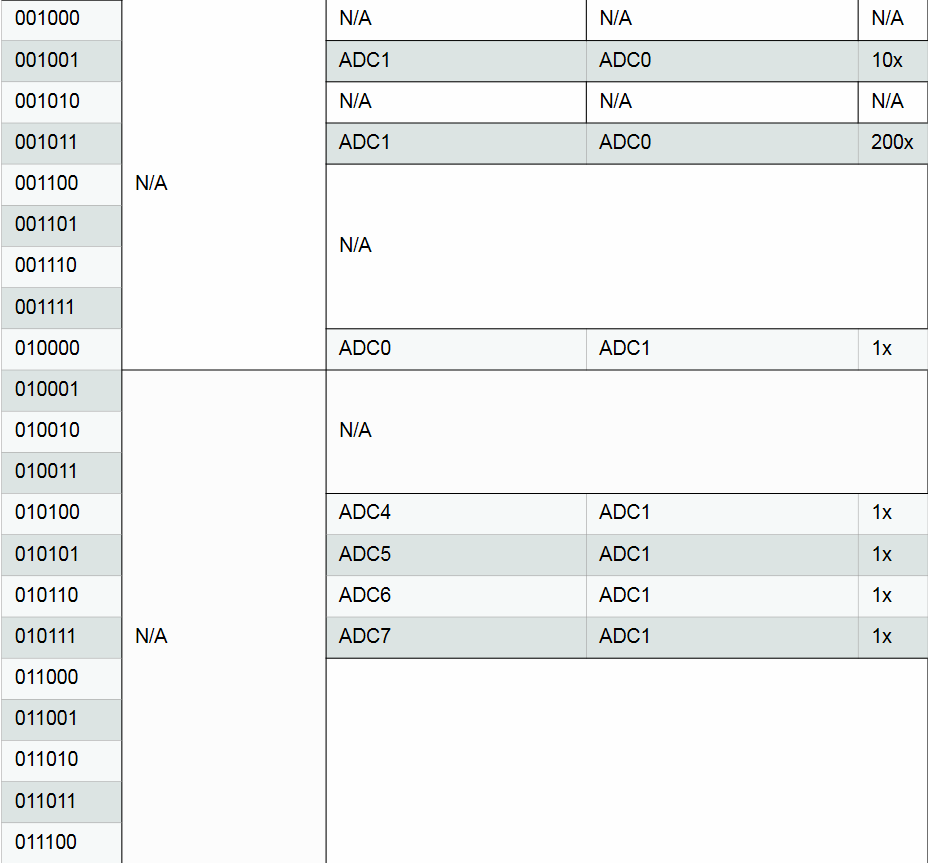 001000 N/A N/A N/A
001001 ADC1 ADC0 10x
001010 N/A N/A N/A
001011 ADC1 ADC0 200x
001100 N/A
001101
N/A
001110
001111
010000 ADC0 ADC1 1x
010001
010010 N/A
010011
010100 ADC4 ADC1 1x
010101 ADC5 ADC1 1x
010110 ADC6 ADC1 1x
010111 N/A ADC7 ADC1 1x
011000
011001
011010
011011
011100